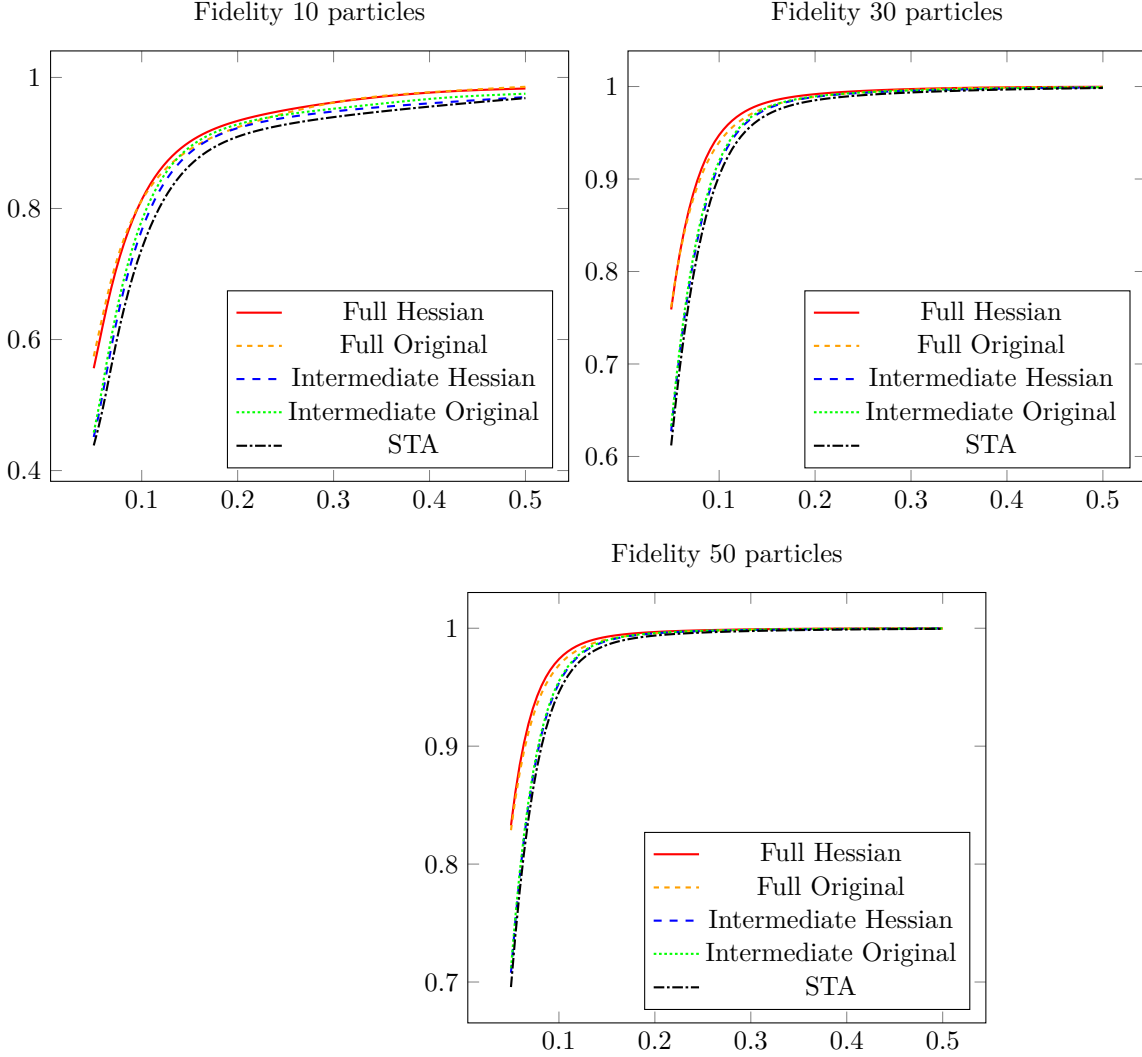 Fidelity 10 particles
1
0.8
0.6
0.4
Full Hessian
Full Original
Intermediate Hessian
Intermediate Original
STA
0.1 0.2 0.3 0.4 0.5
Fidelity 30 particles
1
0.9
0.8
0.7
0.6
Full Hessian
Full Original
Intermediate Hessian
Intermediate Original
STA
0.1 0.2 0.3 0.4 0.5
Fidelity 50 particles
1
0.9
0.8
0.7
Full Hessian
Full Original
Intermediate Hessian
Intermediate Original
STA
0.1 0.2 0.3 0.4 0.5